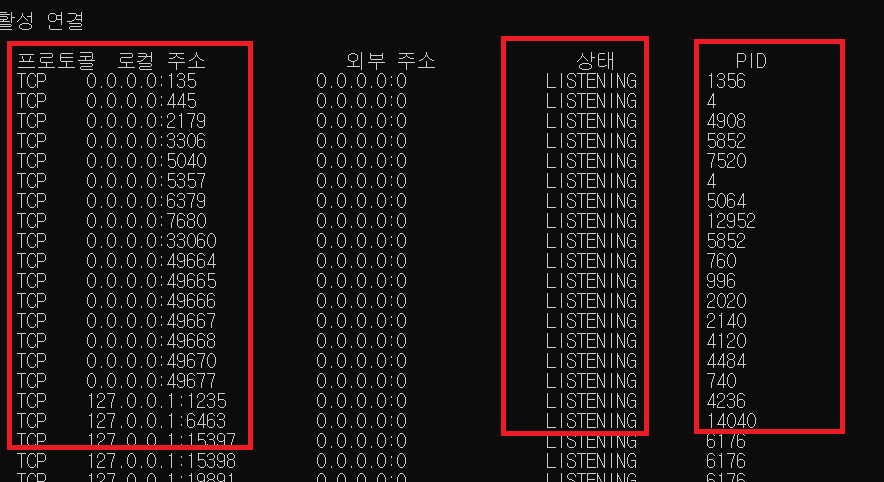 활성 연결
프로토콜 로컬 주소 외부 주소 상태 PID
TCP 0.0.0.0:135 0.0.0.0:0 LISTENING 1356
TCP 0.0.0.0:445 0.0.0.0:0 LISTENING 4
TCP 0.0.0.0:2179 0.0.0.0:0 LISTENING 4908
TCP 0.0.0.0:3306 0.0.0.0:0 LISTENING 5852
TCP 0.0.0.0:5040 0.0.0.0:0 LISTENING 7520
TCP 0.0.0.0:5357 0.0.0.0:0 LISTENING 4
TCP 0.0.0.0:6379 0.0.0.0:0 LISTENING 5064
TCP 0.0.0.0:7680 0.0.0.0:0 LISTENING 12952
TCP 0.0.0.0:33060 0.0.0.0:0 LISTENING 5852
TCP 0.0.0.0:49664 0.0.0.0:0 LISTENING 760
TCP 0.0.0.0:49665 0.0.0.0:0 LISTENING 996
TCP 0.0.0.0:49666 0.0.0.0:0 LISTENING 2020
TCP 0.0.0.0:49667 0.0.0.0:0 LISTENING 2140
TCP 0.0.0.0:49668 0.0.0.0:0 LISTENING 4120
TCP 0.0.0.0:49670 0.0.0.0:0 LISTENING 4484
TCP 0.0.0.0:49677 0.0.0.0:0 LISTENING 740
TCP 127.0.0.1:1235 0.0.0.0:0 LISTENING 4236
TCP 127.0.0.1:6463 0.0.0.0:0 LISTENING 14040
TCP 127.0.0.1:15397 0.0.0.0:0 LISTENING 6176
TCP 127.0.0.1:15398 0.0.0.0:0 LISTENING 6176
TCP 127.0.0.1:19891 0.0.0.0:0 LISTENING 6176